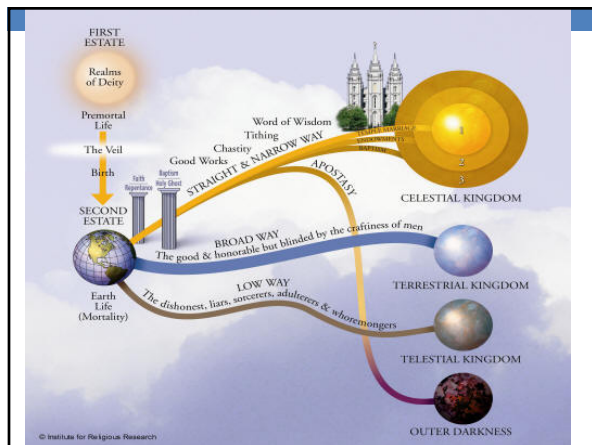 FIRST
ESTATE
Realms
of Deity
Premortal
Life
The Veil
Birth
SECOND
ESTATE
Earth
Life
(Mortality)
Faith
Repentance
Baptism
Holy Ghost
Good Works
Chastity
Tithing
Word of Wisdom
STRAIGHT & NARROW WAY
TEMPLE MARRIAGE
ENDOWMENTS
BAPTISM
1
2
3
CELESTIAL KINGDOM
APOSTASY
BROAD WAY
The good & honorable but blinded by the craftiness of men
TERRESTRIAL KINGDOM
LOW WAY
The dishonest, liars, sorcerers, adulterers & whoremongers
TELESTIAL KINGDOM
OUTER DARKNESS
© Institute for Religious Research